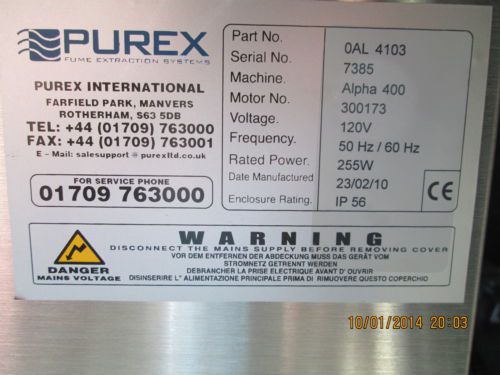 PUREX
FUME EXTRACTION SYSTEMS
PUREX INTERNATIONAL
FARFIELD PARK, MANVERS
ROTHERHAM, S63 5DB
TEL: +44 (01709) 763000
FAX: +44 (01709) 763001
E - Mail: salesupport @ purexltd.co.uk
FOR SERVICE PHONE
01709 763000
Part No. 0AL 4103
Serial No. 7385
Machine. Alpha 400
Motor No. 300173
Voltage. 120V
Frequency. 50 Hz / 60 Hz
Rated Power. 255W
Date Manufactured 23/02/10
Enclosure Rating. IP 56
CE
DANGER
MAINS VOLTAGE
WARNING
DISCONNECT THE MAINS SUPPLY BEFORE REMOVING COVER
VOR DEM ENTFERNEN DER ABDECKUNG MUSS DAS GERÄT VOM
STROMNETZ GETRENNT WERDEN
DEBRANCHER LA PRISE ELECTRIQUE AVANT D' OUVRIR
DISINSERIRE L" ALIMENTAZIONE PRINCIPALE PRIMA DI RIMUOVERE QUESTO COPERCHIO
10/01/2014 20:03